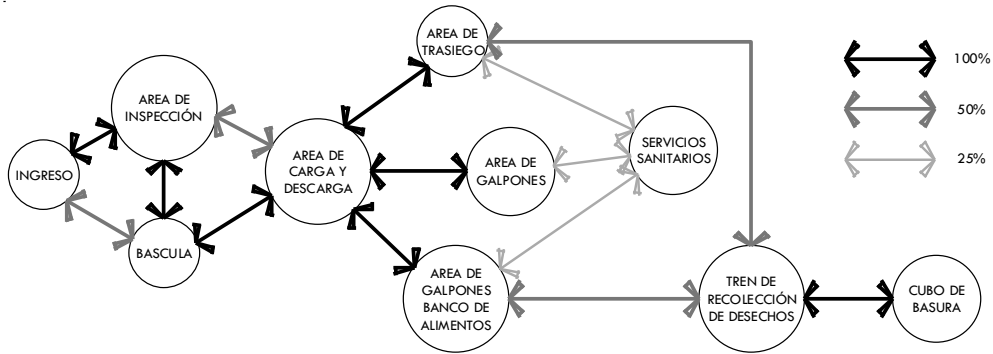 AREA DE
TRASIEGO
100%
AREA DE
INSPECCIÓN
50%
AREA DE
CARGA Y
DESCARGA
SERVICIOS
SANITARIOS
25%
INGRESO
AREA DE
GALPONES
BASCULA
AREA DE
GALPONES
BANCO DE
ALIMENTOS
TREN DE
RECOLECCIÓN
DE DESECHOS
CUBO DE
BASURA